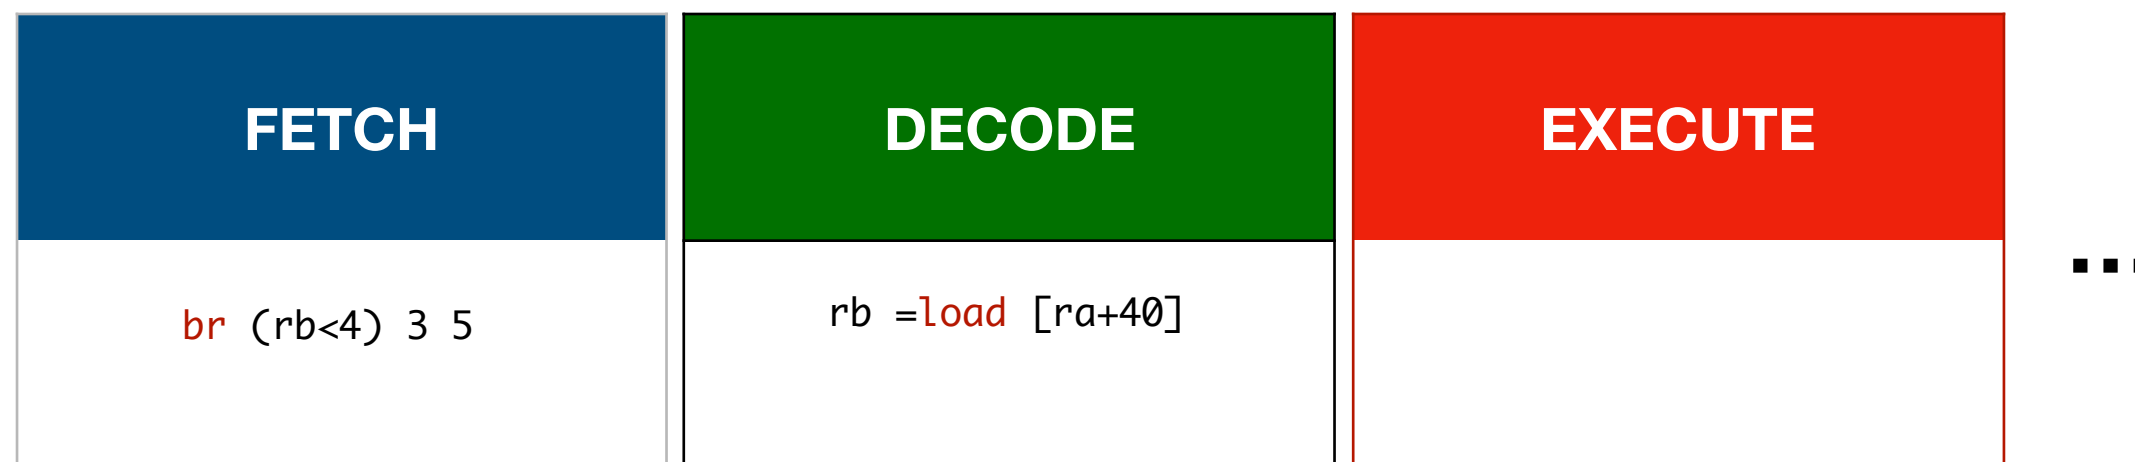 FETCH
DECODE
EXECUTE
br (rb<4) 3 5
rb =load [ra+40]
...